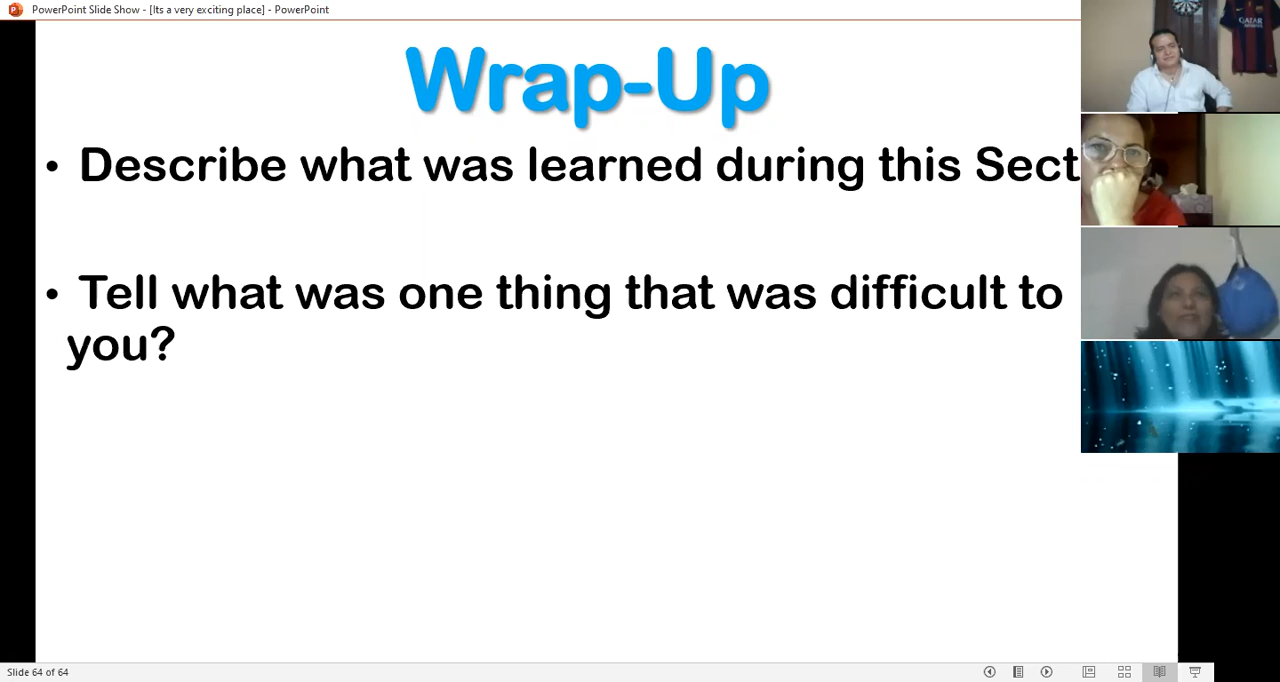 PowerPoint Slide Show - [Its a very exciting place] - PowerPoint
Wrap-Up
• Describe what was learned during this Sect
• Tell what was one thing that was difficult to
you?
QATAR
Slide 64 of 64